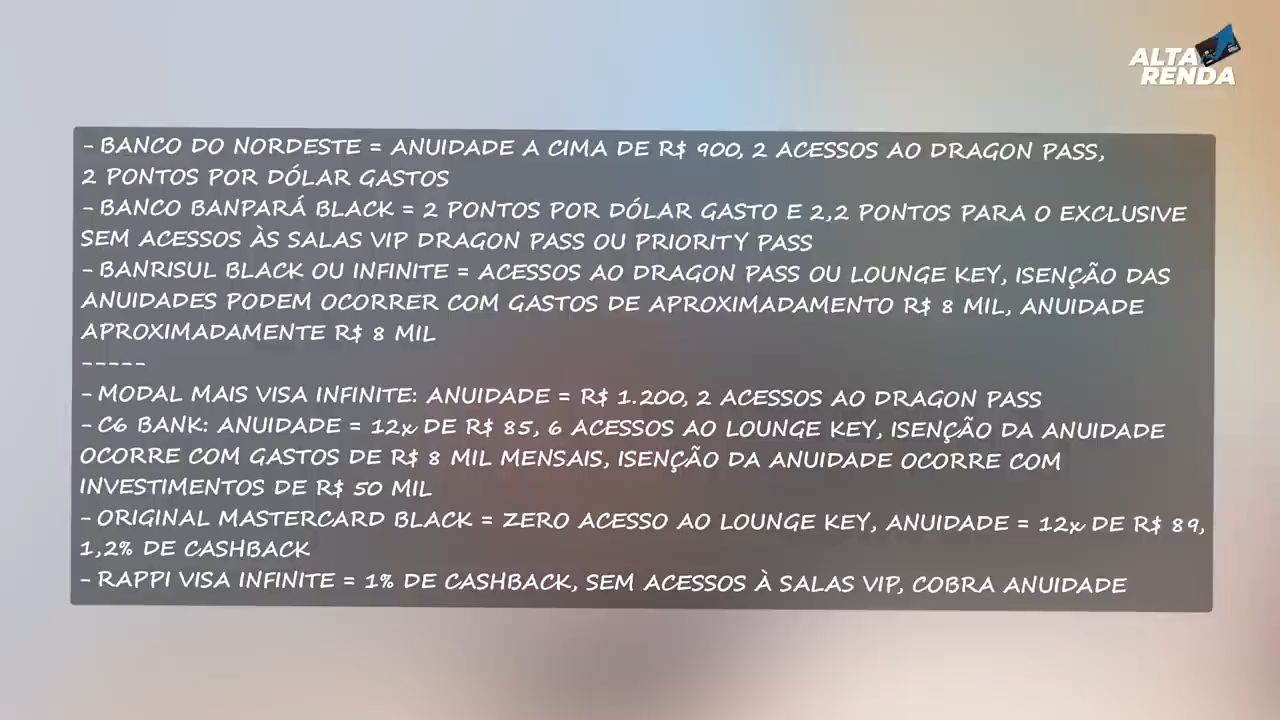 ALTA
RENDA
- BANCO DO NORDESTE = ANUIDADE A CIMA DE R$ 900, 2 ACESSOS AO DRAGON PASS,
2 PONTOS POR DÓLAR GASTOS
- BANCO BANPARÁ BLACK = 2 PONTOS POR DÓLAR GASTO E 2,2 PONTOS PARA O EXCLUSIVE
SEM ACESSOS ÀS SALAS VIP DRAGON PASS OU PRIORITY PASS
- BANRISUL BLACK OU INFINITE = ACESSOS AO DRAGON PASS OU LOUNGE KEY, ISENÇÃO DAS
ANUIDADES PODEM OCORRER COM GASTOS DE APROXIMADAMENTO R$ 8 MIL, ANUIDADE
APROXIMADAMENTE R$ 8 MIL
-----
- MODAL MAIS VISA INFINITE: ANUIDADE = R$ 1.200, 2 ACESSOS AO DRAGON PASS
- C6 BANK: ANUIDADE = 12x DE R$ 85, 6 ACESSOS AO LOUNGE KEY, ISENÇÃO DA ANUIDADE
OCORRE COM GASTOS DE R$ 8 MIL MENSAIS, ISENÇÃO DA ANUIDADE OCORRE COM
INVESTIMENTOS DE R$ 50 MIL
- ORIGINAL MASTERCARD BLACK = ZERO ACESSO AO LOUNGE KEY, ANUIDADE = 12x DE R$ 89,
1,2% DE CASHBACK
- RAPPI VISA INFINITE = 1% DE CASHBACK, SEM ACESSOS À SALAS VIP, COBRA ANUIDADE